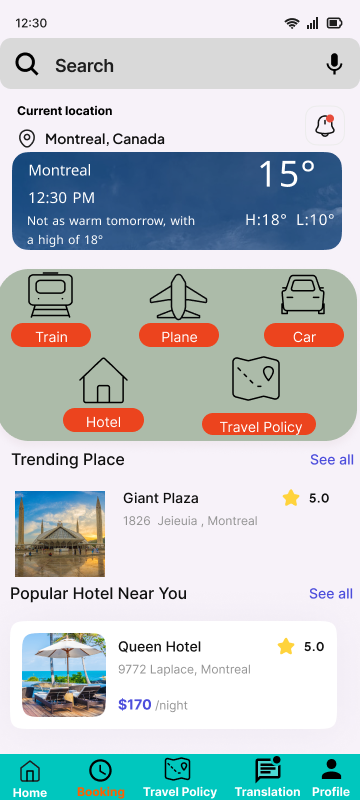 12:30
Search
Current location
Montreal, Canada
Montreal
15°
12:30 PM
Not as warm tomorrow, with
a high of 18°
H:18° L:10°
Train
Plane
Car
Hotel
Travel Policy
Trending Place
See all
Giant Plaza
5.0
1826 Jeieuia , Montreal
Popular Hotel Near You
See all
Queen Hotel
5.0
9772 Laplace, Montreal
$170 /night
Home
Booking
Travel Policy
Translation
Profile